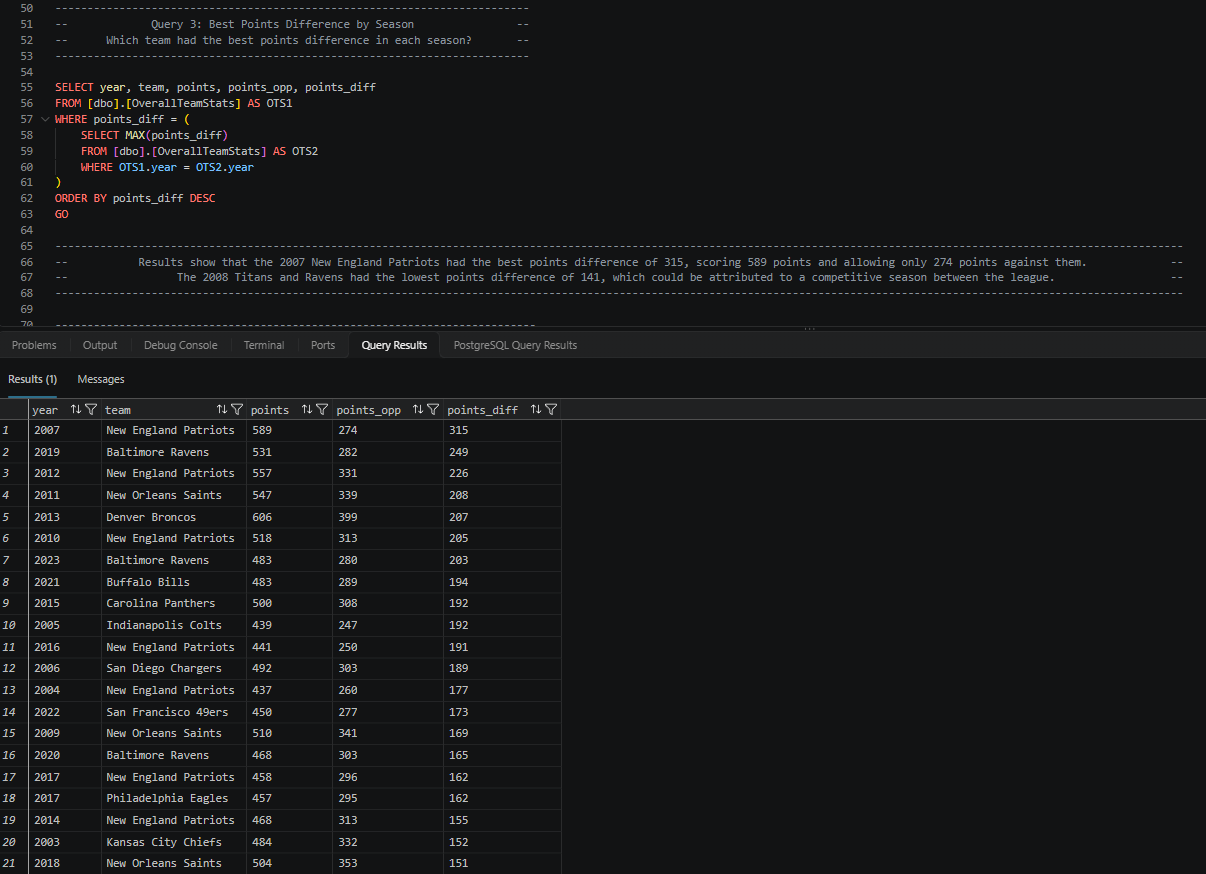 50 --------------------------------------------------------------------------
51 -- Query 3: Best Points Difference by Season --
52 -- Which team had the best points difference in each season? --
53 --------------------------------------------------------------------------
54
55 SELECT year, team, points, points_opp, points_diff
56 FROM [dbo].[OverallTeamStats] AS OTS1
57 WHERE points_diff = (
58 SELECT MAX(points_diff)
59 FROM [dbo].[OverallTeamStats] AS OTS2
60 WHERE OTS1.year = OTS2.year
61 )
62 ORDER BY points_diff DESC
63 GO
64
65 --------------------------------------------------------------------------
66 -- Results show that the 2007 New England Patriots had the best points difference of 315, scoring 589 points and allowing only 274 points against them. --
67 -- The 2008 Titans and Ravens had the lowest points difference of 141, which could be attributed to a competitive season between the league. --
68 --------------------------------------------------------------------------
69
70 --------------------------------------------------------------------------
Problems Output Debug Console Terminal Ports Query Results PostgreSQL Query Results
Results (1) Messages
year team points points_opp points_diff
1 2007 New England Patriots 589 274 315
2 2019 Baltimore Ravens 531 282 249
3 2012 New England Patriots 557 331 226
4 2011 New Orleans Saints 547 339 208
5 2013 Denver Broncos 606 399 207
6 2010 New England Patriots 518 313 205
7 2023 Baltimore Ravens 483 280 203
8 2021 Buffalo Bills 483 289 194
9 2015 Carolina Panthers 500 308 192
10 2005 Indianapolis Colts 439 247 192
11 2016 New England Patriots 441 250 191
12 2006 San Diego Chargers 492 303 189
13 2004 New England Patriots 437 260 177
14 2022 San Francisco 49ers 450 277 173
15 2009 New Orleans Saints 510 341 169
16 2020 Baltimore Ravens 468 303 165
17 2017 New England Patriots 458 296 162
18 2017 Philadelphia Eagles 457 295 162
19 2014 New England Patriots 468 313 155
20 2003 Kansas City Chiefs 484 332 152
21 2018 New Orleans Saints 504 353 151